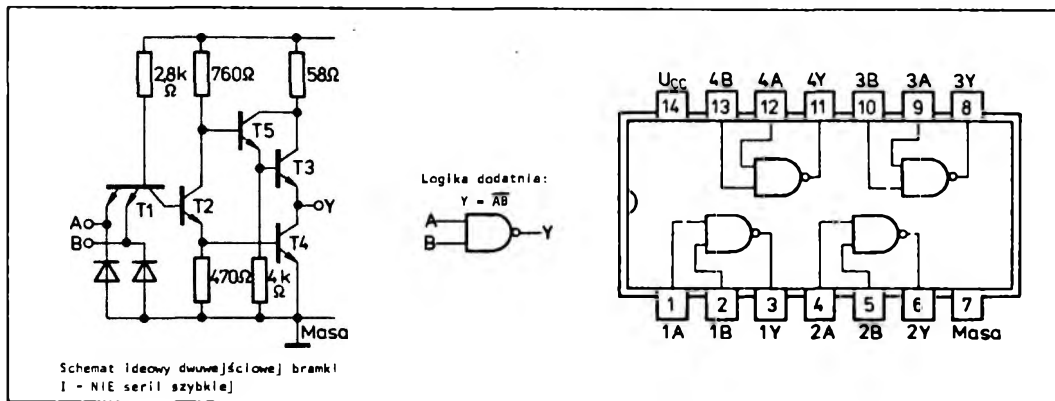 2,8k
Ω
760Ω
58Ω
T5
T3
T1
T2
A
Y
B
T4
470Ω
4k
Ω
Masa
Schemat ideowy dwuwejściowej bramki
I - NIE serii szybkiej
Logika dodatnia:
Y = A̅B̅
A
B
Y
UCC 4B 4A 4Y 3B 3A 3Y
14 13 12 11 10 9 8
1 2 3 4 5 6 7
1A 1B 1Y 2A 2B 2Y Masa